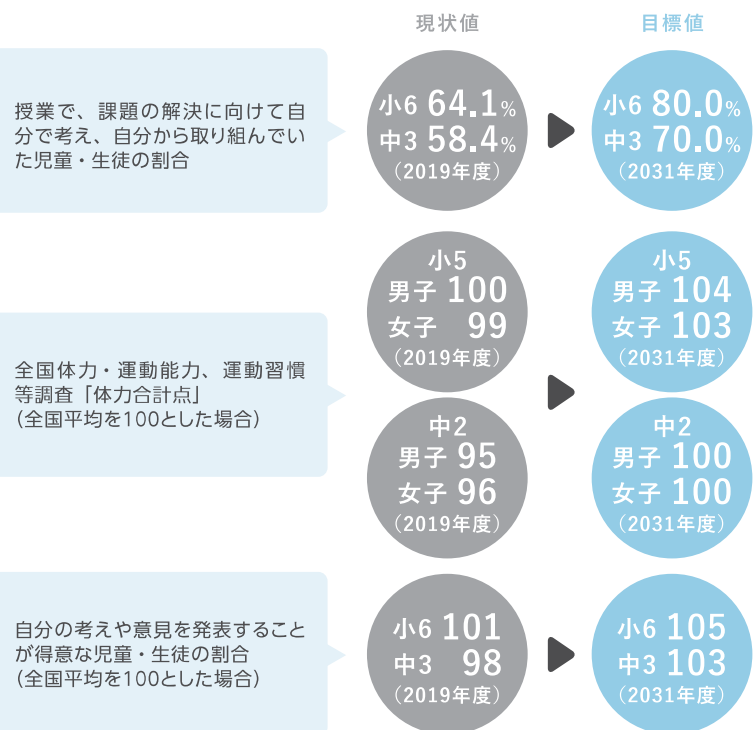 現状値
目標値
授業で、課題の解決に向けて自
分で考え、自分から取り組んでい
た児童・生徒の割合
小6 64.1%
中3 58.4%
（2019年度）
小6 80.0%
中3 70.0%
（2031年度）
全国体力・運動能力、運動習慣
等調査「体力合計点」
(全国平均を100とした場合)
小5
男子 100
女子 99
（2019年度）
小5
男子 104
女子 103
（2031年度）
中2
男子 95
女子 96
（2019年度）
中2
男子 100
女子 100
（2031年度）
自分の考えや意見を発表すること
が得意な児童・生徒の割合
(全国平均を100とした場合)
小6 101
中3 98
（2019年度）
小6 105
中3 103
（2031年度）